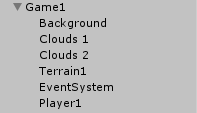 Game1
Background
Clouds 1
Clouds 2
Terrain1
EventSystem
Player1